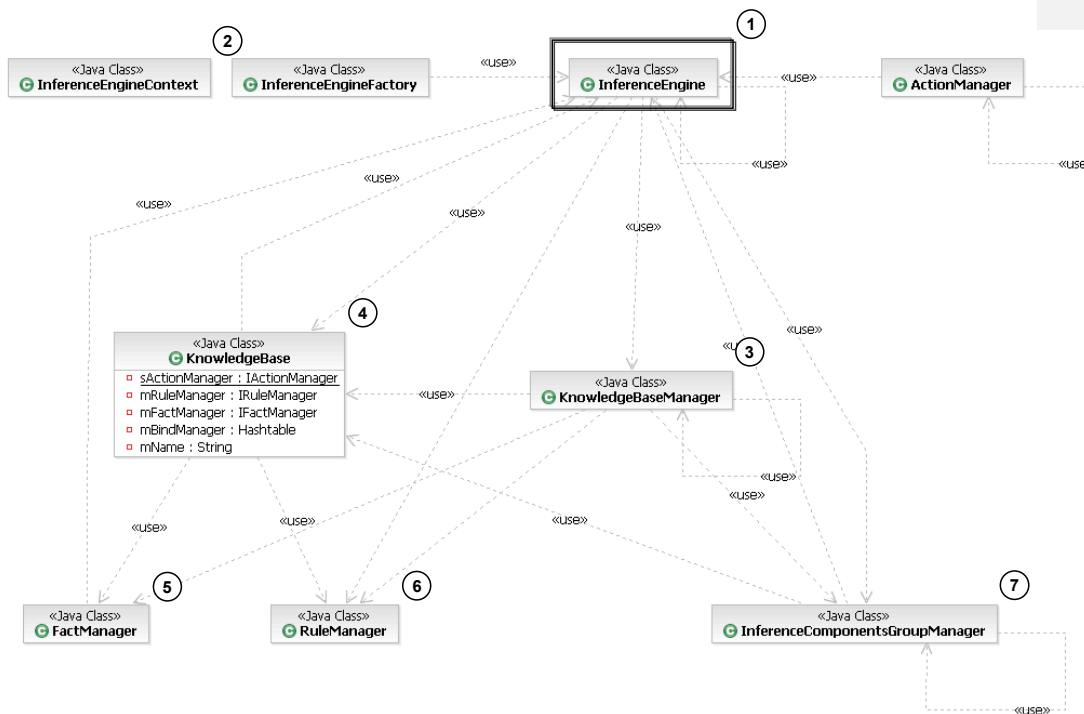 1
2
«Java Class»
InferenceEngineContext
«Java Class»
InferenceEngineFactory
«use»
«Java Class»
InferenceEngine
«use»
«Java Class»
ActionManager
«use»
«use
«use»
«use»
«use»
«use»
4
«use»
«use»
3
«Java Class»
KnowledgeBase
sActionManager : IActionManager
mRuleManager : IRuleManager
mFactManager : IFactManager
mBindManager : Hashtable
mName : String
«use»
«Java Class»
KnowledgeBaseManager
«use»
«use»
«use»
«use»
«use»
5
6
7
«Java Class»
FactManager
«Java Class»
RuleManager
«Java Class»
InferenceComponentsGroupManager
«use»